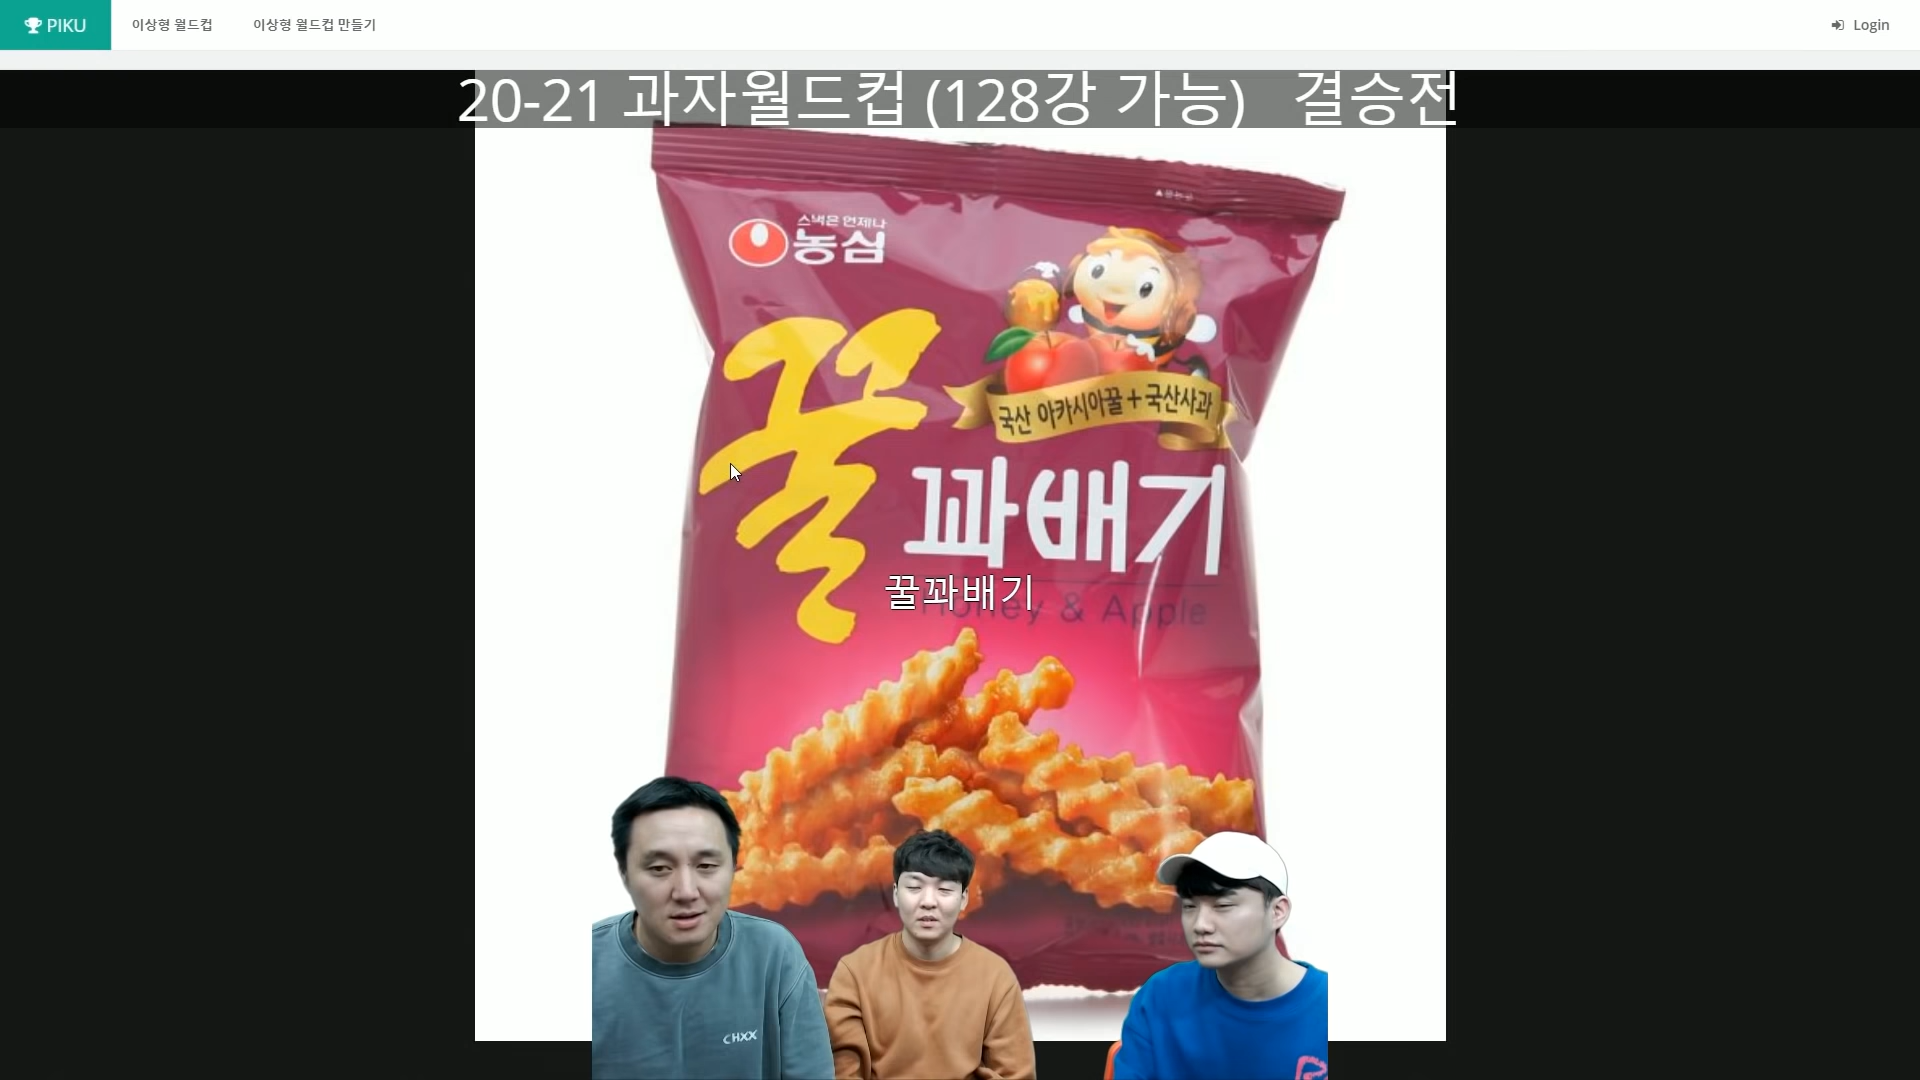 PIKU 이상형 월드컵 이상형 월드컵 만들기 Login
20-21 과자월드컵 (128강 가능) 결승전
스낵은 언제나
농심
국산 아카시아꿀+국산사과
꿀
꽈배기
꿀꽈배기
Honey & Apple
CHXX